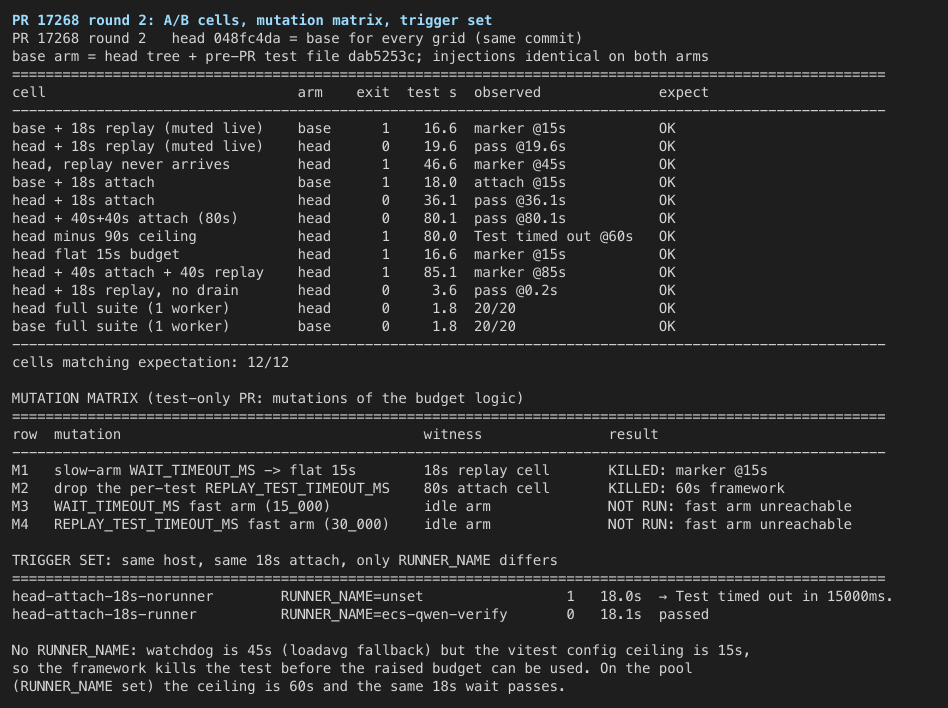 PR 17268 round 2: A/B cells, mutation matrix, trigger set
PR 17268 round 2   head 048fc4da = base for every grid (same commit)
base arm = head tree + pre-PR test file dab5253c; injections identical on both arms
========================================================================================================
cell                              arm    exit  test s  observed              expect
--------------------------------------------------------------------------------------------------------
base + 18s replay (muted live)    base      1    16.6  marker @15s           OK
head + 18s replay (muted live)    head      0    19.6  pass @19.6s           OK
head, replay never arrives        head      1    46.6  marker @45s           OK
base + 18s attach                 base      1    18.0  attach @15s           OK
head + 18s attach                 head      0    36.1  pass @36.1s           OK
head + 40s+40s attach (80s)       head      0    80.1  pass @80.1s           OK
head minus 90s ceiling            head      1    80.0  Test timed out @60s   OK
head flat 15s budget              head      1    16.6  marker @15s           OK
head + 40s attach + 40s replay    head      1    85.1  marker @85s           OK
head + 18s replay, no drain       head      0     3.6  pass @0.2s            OK
head full suite (1 worker)        head      0     1.8  20/20                 OK
base full suite (1 worker)        base      0     1.8  20/20                 OK
--------------------------------------------------------------------------------------------------------
cells matching expectation: 12/12
MUTATION MATRIX (test-only PR: mutations of the budget logic)
========================================================================================================
row  mutation                                    witness               result
--------------------------------------------------------------------------------------------------------
M1   slow-arm WAIT_TIMEOUT_MS -> flat 15s        18s replay cell       KILLED: marker @15s
M2   drop the per-test REPLAY_TEST_TIMEOUT_MS    80s attach cell       KILLED: 60s framework
M3   WAIT_TIMEOUT_MS fast arm (15_000)           idle arm              NOT RUN: fast arm unreachable
M4   REPLAY_TEST_TIMEOUT_MS fast arm (30_000)    idle arm              NOT RUN: fast arm unreachable
TRIGGER SET: same host, same 18s attach, only RUNNER_NAME differs
========================================================================================================
head-attach-18s-norunner        RUNNER_NAME=unset                 1   18.0s  → Test timed out in 15000ms.
head-attach-18s-runner          RUNNER_NAME=ecs-qwen-verify       0   18.1s  passed
No RUNNER_NAME: watchdog is 45s (loadavg fallback) but the vitest config ceiling is 15s,
so the framework kills the test before the raised budget can be used. On the pool
(RUNNER_NAME set) the ceiling is 60s and the same 18s wait passes.